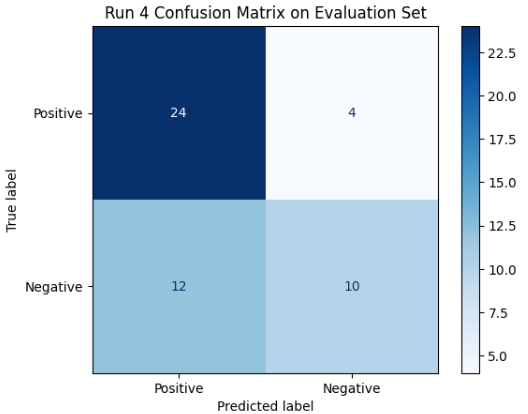 Run 4 Confusion Matrix on Evaluation Set
True label
Positive
24
4
Negative
12
10
Positive
Negative
Predicted label
22.5
20.0
17.5
15.0
12.5
10.0
7.5
5.0